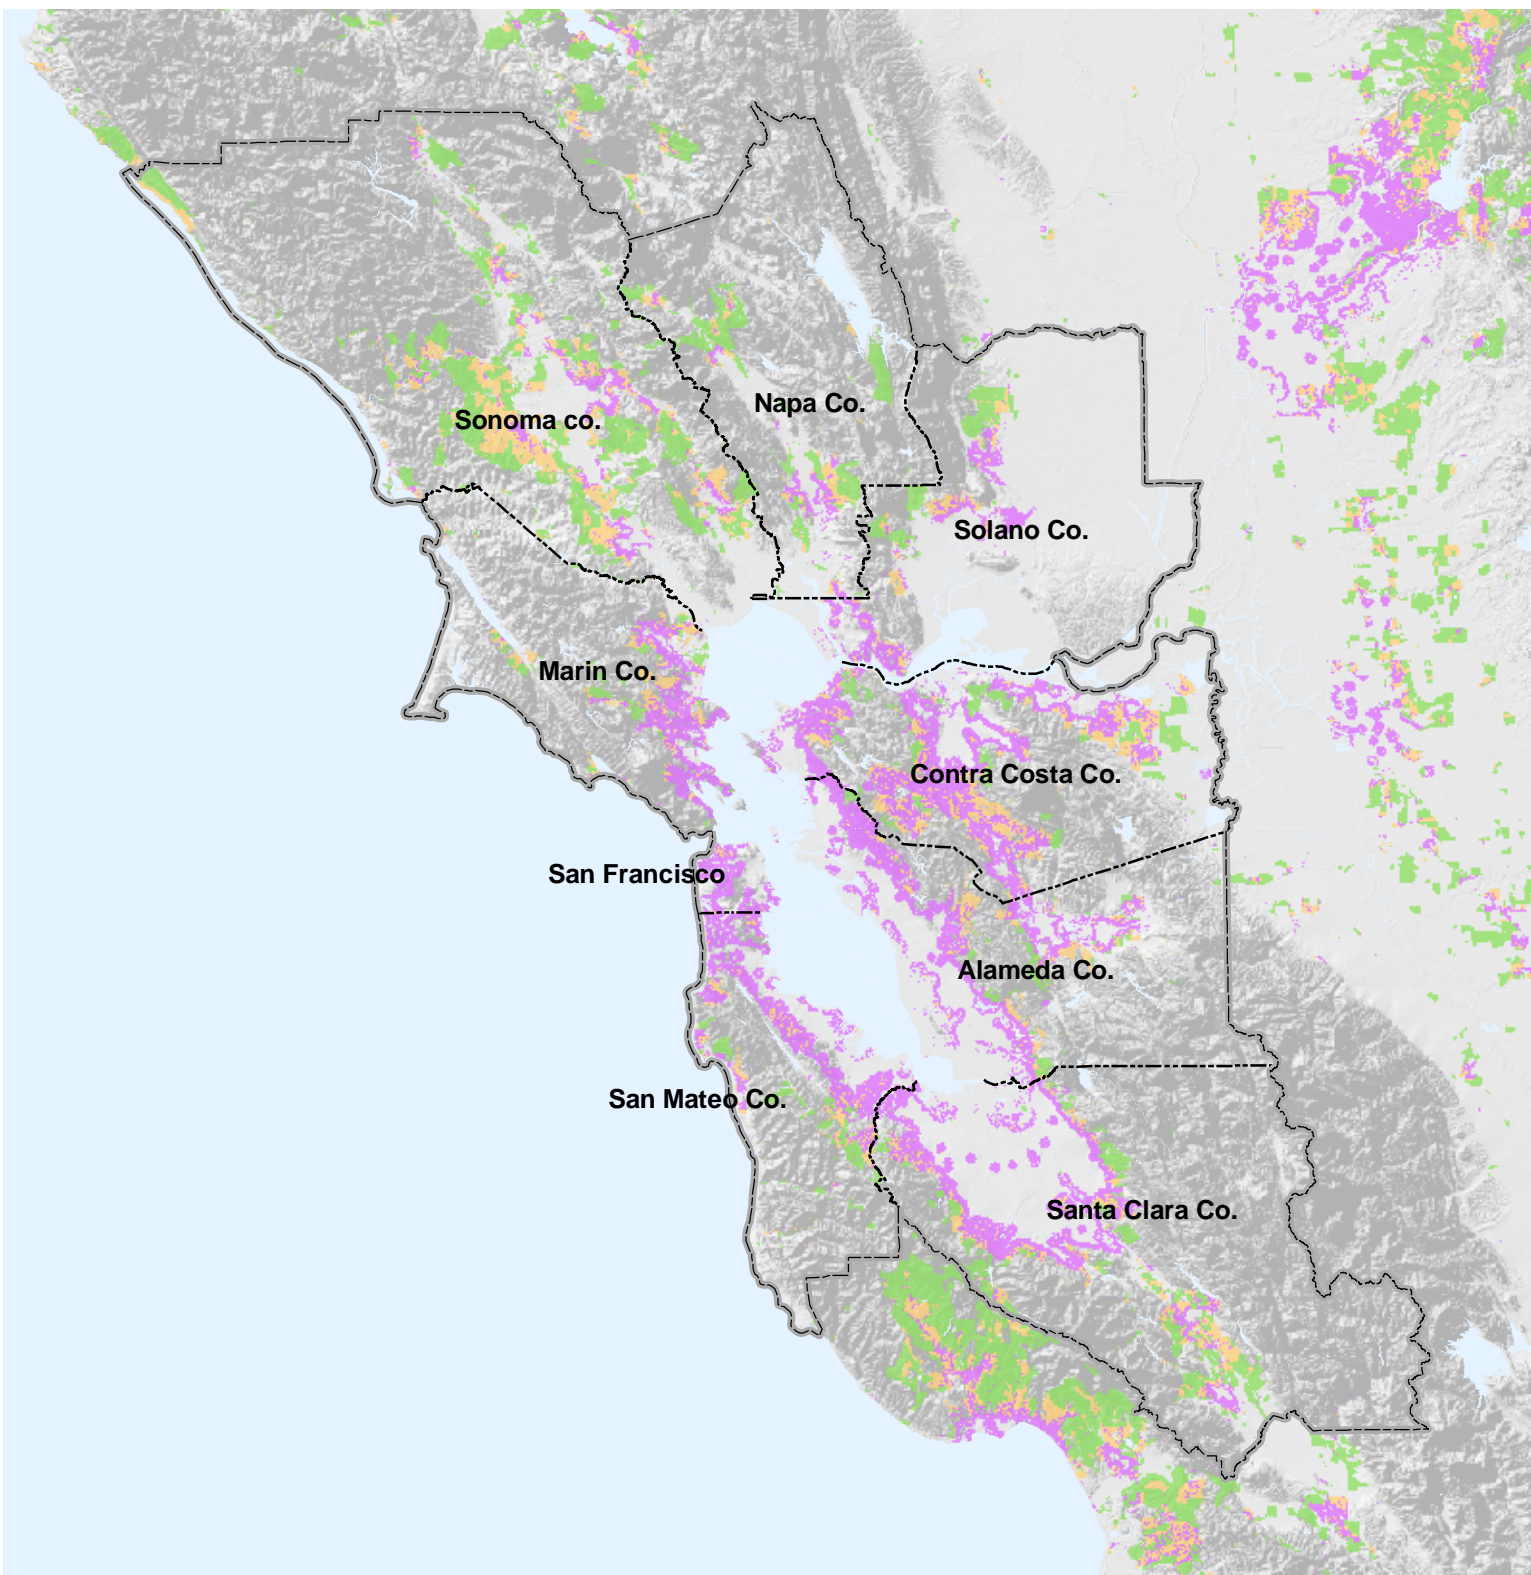 Napa Co.
Sonoma co.
Solano Co.
Marin Co.
Contra Costa Co.
San Francisco
Alameda Co.
San Mateo Co.
Santa Clara Co.